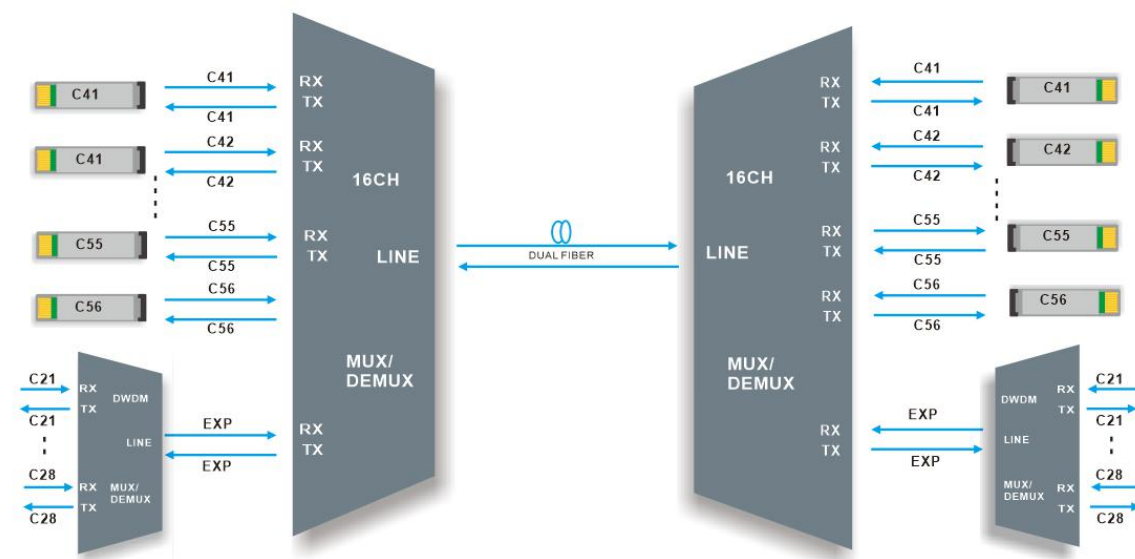 C41
C41
RX
TX
C41
C41
C42
C42
RX
TX
16CH
C55
C55
C55
RX
TX
LINE
C56
C56
C56
MUX/
DEMUX
C21
C21
RX
TX
DWDM
LINE
C28
C28
RX
TX
MUX/
DEMUX
EXP
EXP
RX
TX
DUAL FIBER
RX
TX
C41
C41
C41
16CH
RX
TX
C42
C42
C42
LINE
RX
TX
C55
C55
C55
RX
TX
C56
C56
C56
MUX/
DEMUX
RX
TX
EXP
EXP
DWDM
RX
TX
C21
C21
LINE
MUX/
DEMUX
RX
TX
C28
C28